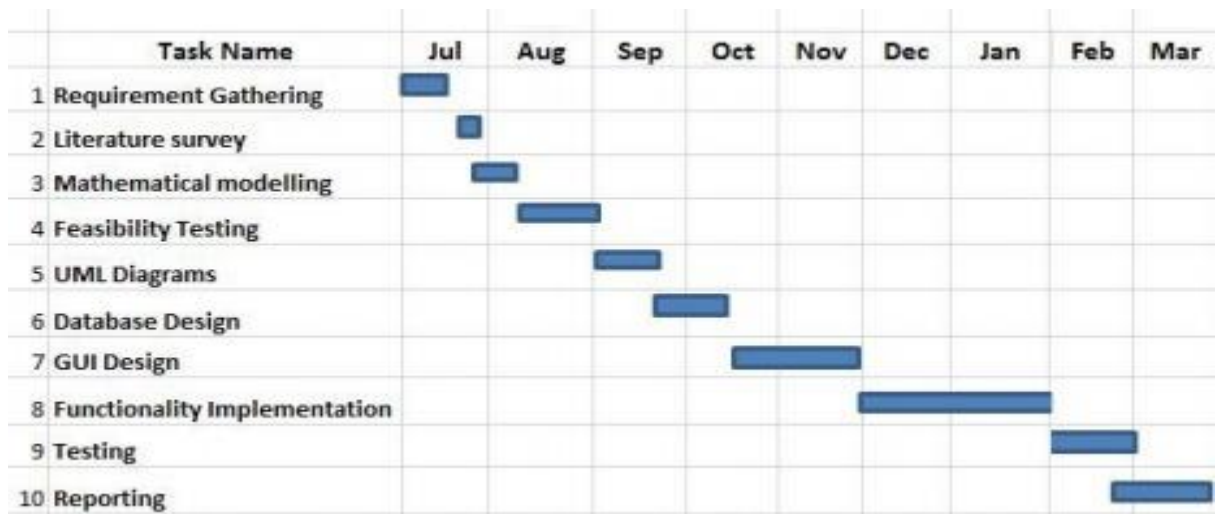 Task Name Jul Aug Sep Oct Nov Dec Jan Feb Mar
1 Requirement Gathering
2 Literature survey
3 Mathematical modelling
4 Feasibility Testing
5 UML Diagrams
6 Database Design
7 GUI Design
8 Functionality Implementation
9 Testing
10 Reporting